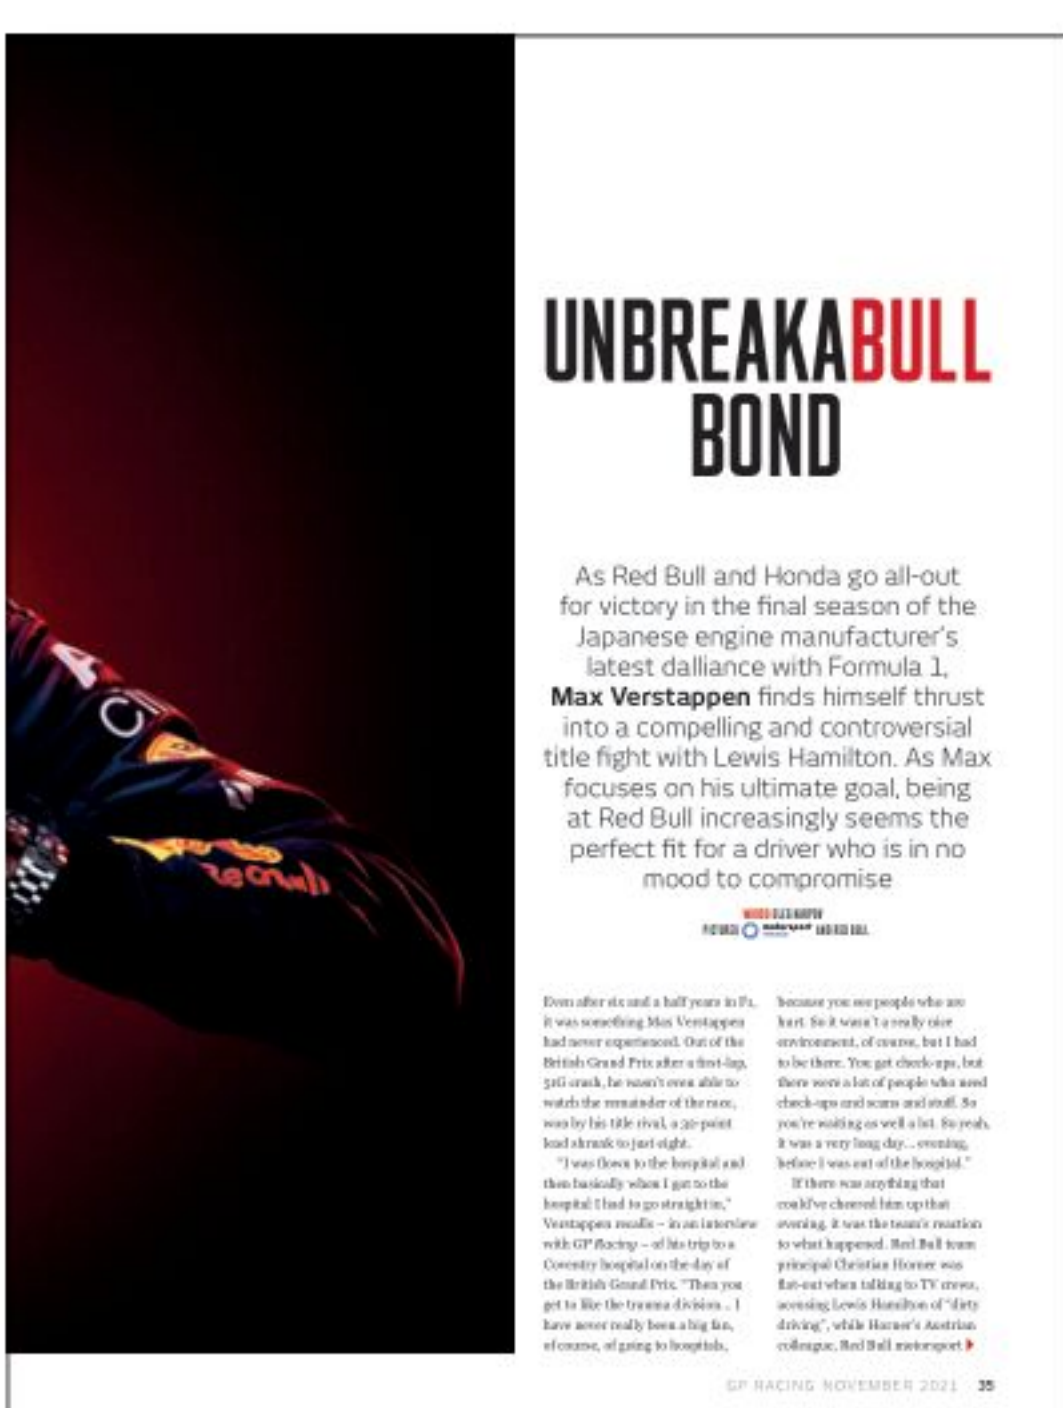 UNBREAKABULL
BOND
As Red Bull and Honda go all-out
for victory in the final season of the
Japanese engine manufacturer's
latest dalliance with Formula 1,
Max Verstappen finds himself thrust
into a compelling and controversial
title fight with Lewis Hamilton. As Max
focuses on his ultimate goal, being
at Red Bull increasingly seems the
perfect fit for a driver who is in no
mood to compromise
WORDS OLEG KARPOV
PICTURES motorsport AND RED BULL
Even after six and a half years in F1,
it was something Max Verstappen
had never experienced. Out of the
British Grand Prix after a first-lap,
51G crash, he wasn't even able to
watch the remainder of the race,
won by his title rival, a 32-point
lead shrunk to just eight.
"I was flown to the hospital and
then basically when I got to the
hospital I had to go straight in,"
Verstappen recalls – in an interview
with GP Racing – of his trip to a
Coventry hospital on the day of
the British Grand Prix. "Then you
get to like the trauma division... I
have never really been a big fan,
of course, of going to hospitals,
because you see people who are
hurt. So it wasn't a really nice
environment, of course, but I had
to be there. You get check-ups, but
there were a lot of people who need
check-ups and scans and stuff. So
you're waiting as well a lot. So yeah,
it was a very long day... evening,
before I was out of the hospital."
If there was anything that
could've cheered him up that
evening, it was the team's reaction
to what happened. Red Bull team
principal Christian Horner was
flat-out when talking to TV crews,
accusing Lewis Hamilton of "dirty
driving", while Horner's Austrian
colleague, Red Bull motorsport
GP RACING NOVEMBER 2021 35